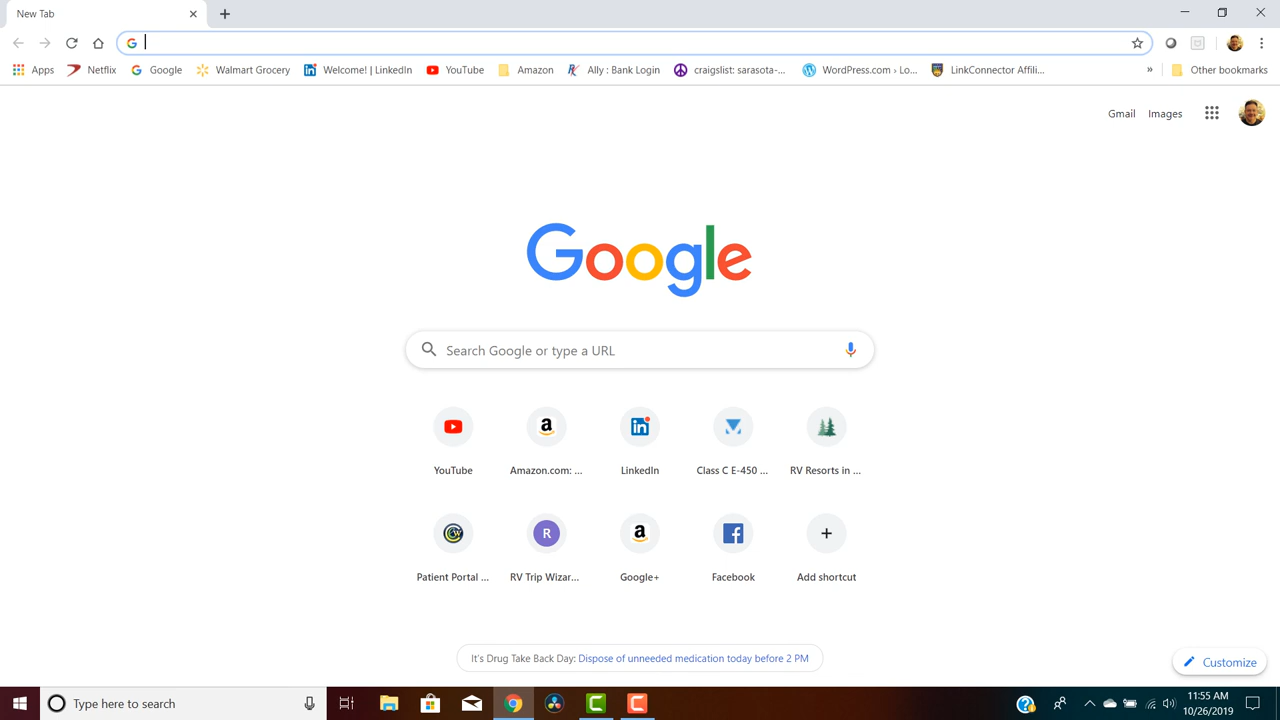 New Tab
Apps Netflix Google Walmart Grocery Welcome! | LinkedIn YouTube Amazon Ally : Bank Login craigslist: sarasota-... WordPress.com › Lo... LinkConnector Affili... » Other bookmarks
Gmail Images
Google
Search Google or type a URL
YouTube Amazon.com: ... LinkedIn Class C E-450 ... RV Resorts in ...
R
Patient Portal ... RV Trip Wizar... Google+ Facebook Add shortcut
It's Drug Take Back Day: Dispose of unneeded medication today before 2 PM
Customize
Type here to search
11:55 AM
10/26/2019